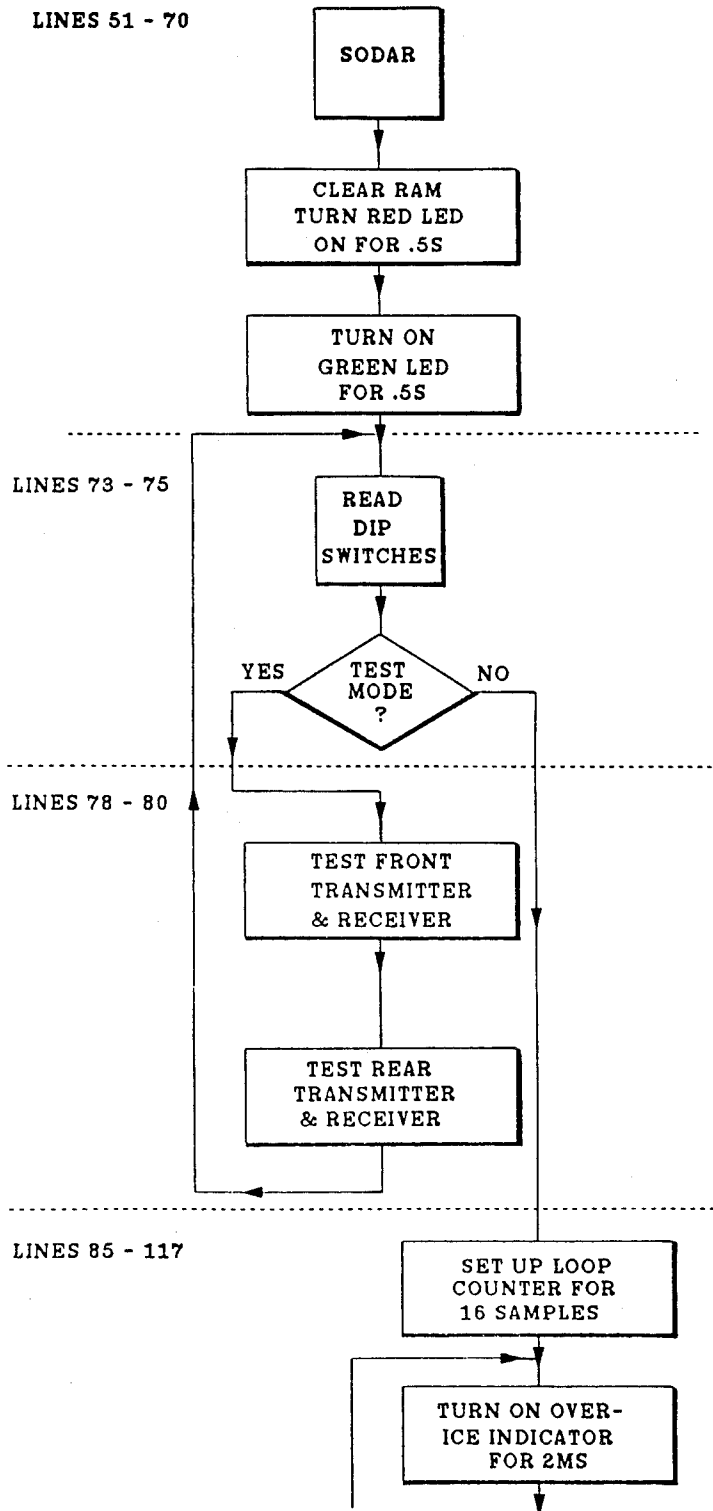 LINES 51 - 70
SODAR
CLEAR RAM
TURN RED LED
ON FOR .5S
TURN ON
GREEN LED
FOR .5S
LINES 73 - 75
READ
DIP
SWITCHES
YES
TEST
MODE
?
NO
LINES 78 - 80
TEST FRONT
TRANSMITTER
& RECEIVER
TEST REAR
TRANSMITTER
& RECEIVER
LINES 85 - 117
SET UP LOOP
COUNTER FOR
16 SAMPLES
TURN ON OVER-
ICE INDICATOR
FOR 2MS